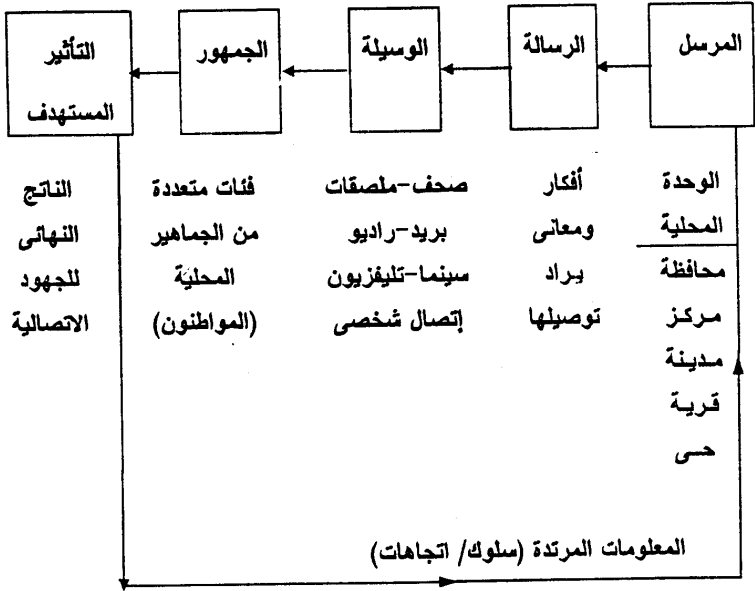 المرسل
الرسالة
الوسيلة
الجمهور
التأثير
المستهدف
الوحدة
المحلية
محافظة
مركز
مدينة
قرية
حى
أفكار
ومعانى
يراد
توصيلها
صحف-ملصقات
بريد-راديو
سينما-تليفزيون
إتصال شخصى
فئات متعددة
من الجماهير
المحلية
(المواطنون)
الناتج
النهائى
للجهود
الاتصالية
المعلومات المرتدة (سلوك/ اتجاهات)